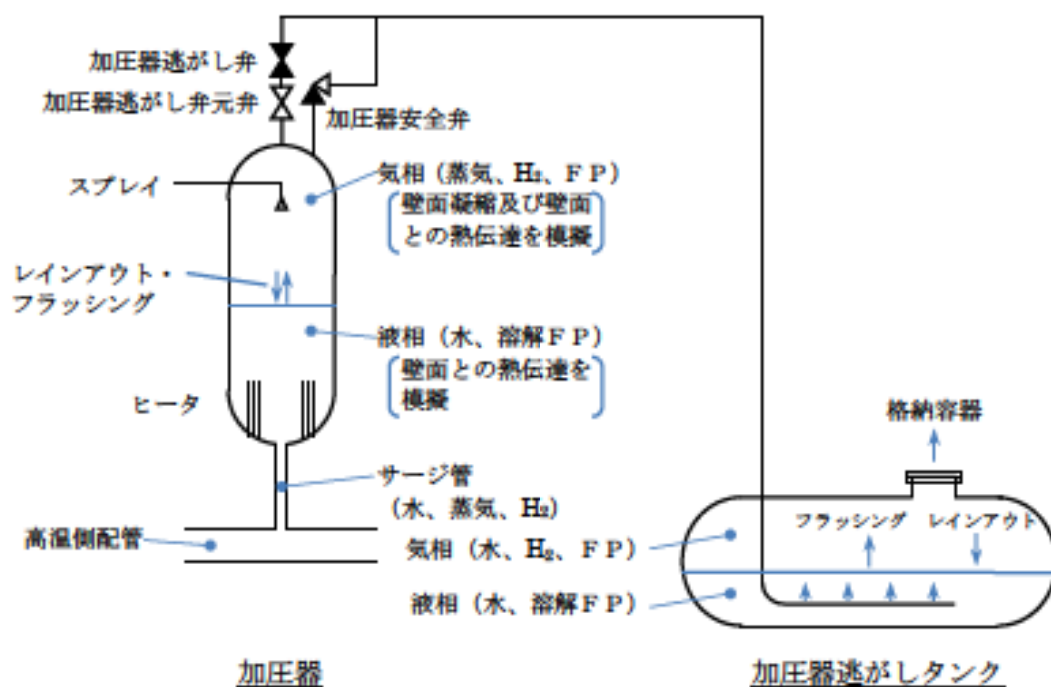 加圧器逃がし弁
加圧器逃がし弁元弁
加圧器安全弁
スプレイ
気相（蒸気、H₂、ＦＰ）
壁面凝縮及び壁面
との熱伝達を模擬
レインアウト・
フラッシング
液相（水、溶解ＦＰ）
壁面との熱伝達を
模擬
ヒータ
サージ管
（水、蒸気、H₂）
高温側配管
加圧器
格納容器
フラッシング
レインアウト
気相（水、H₂、ＦＰ）
液相（水、溶解ＦＰ）
加圧器逃がしタンク